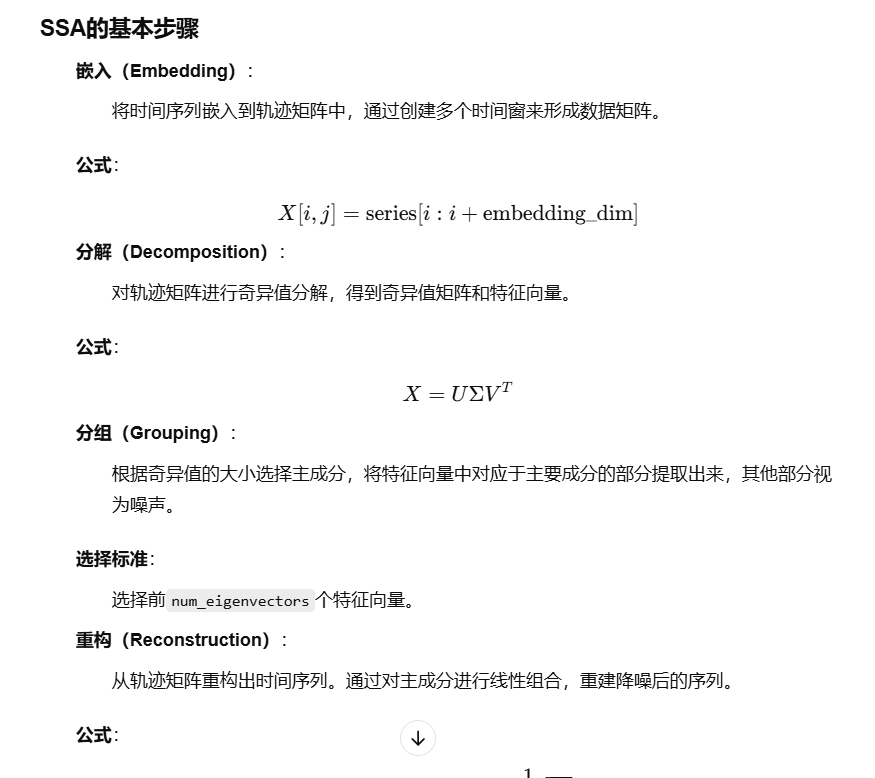 SSA的基本步骤
嵌入（Embedding）：
将时间序列嵌入到轨迹矩阵中，通过创建多个时间窗来形成数据矩阵。
公式：
X[i, j] = series[i : i + embedding_dim]
分解（Decomposition）：
对轨迹矩阵进行奇异值分解，得到奇异值矩阵和特征向量。
公式：
X = UΣV^T
分组（Grouping）：
根据奇异值的大小选择主成分，将特征向量中对应于主要成分的部分提取出来，其他部分视
为噪声。
选择标准：
选择前 num_eigenvectors 个特征向量。
重构（Reconstruction）：
从轨迹矩阵重构出时间序列。通过对主成分进行线性组合，重建降噪后的序列。
公式：